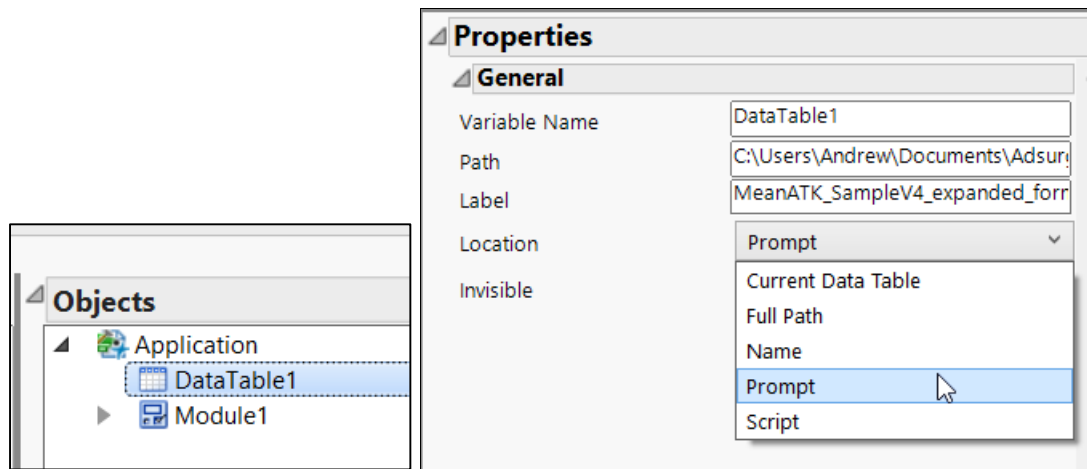 Objects
Application
DataTable1
Module1
Properties
General
Variable Name DataTable1
Path C:\Users\Andrew\Documents\Adsur
Label MeanATK_SampleV4_expanded_for
Location Prompt
Invisible
Current Data Table
Full Path
Name
Prompt
Script